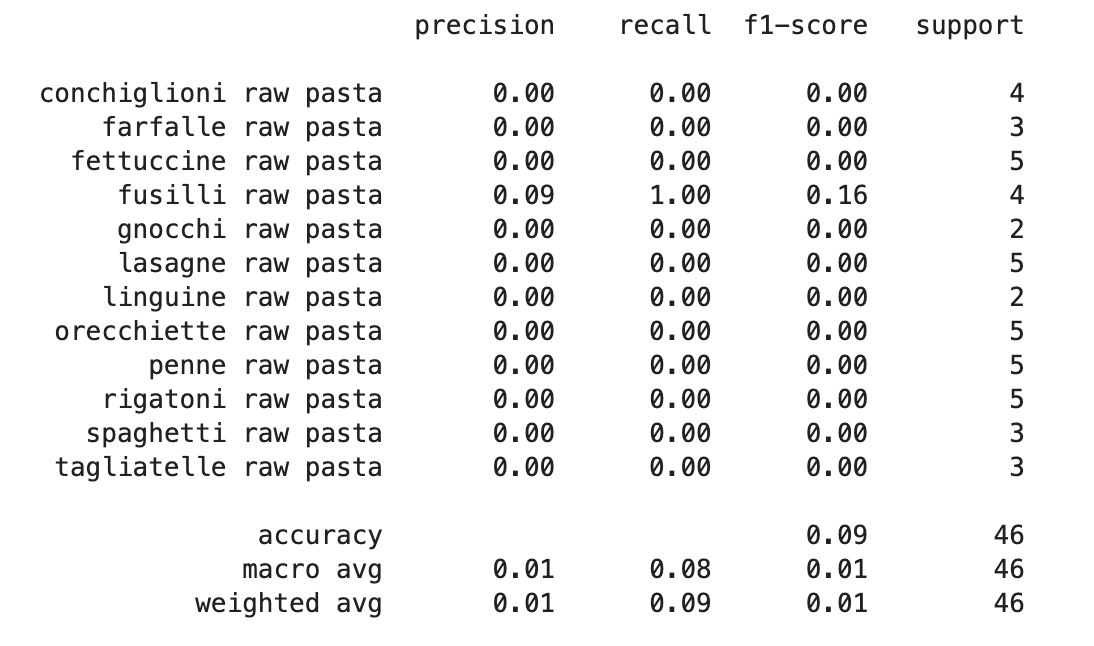 precision recall f1-score support
conchiglioni raw pasta 0.00 0.00 0.00 4
farfalle raw pasta 0.00 0.00 0.00 3
fettuccine raw pasta 0.00 0.00 0.00 5
fusilli raw pasta 0.09 1.00 0.16 4
gnocchi raw pasta 0.00 0.00 0.00 2
lasagne raw pasta 0.00 0.00 0.00 5
linguine raw pasta 0.00 0.00 0.00 2
orecchiette raw pasta 0.00 0.00 0.00 5
penne raw pasta 0.00 0.00 0.00 5
rigatoni raw pasta 0.00 0.00 0.00 5
spaghetti raw pasta 0.00 0.00 0.00 3
tagliatelle raw pasta 0.00 0.00 0.00 3
accuracy 0.09 46
macro avg 0.01 0.08 0.01 46
weighted avg 0.01 0.09 0.01 46